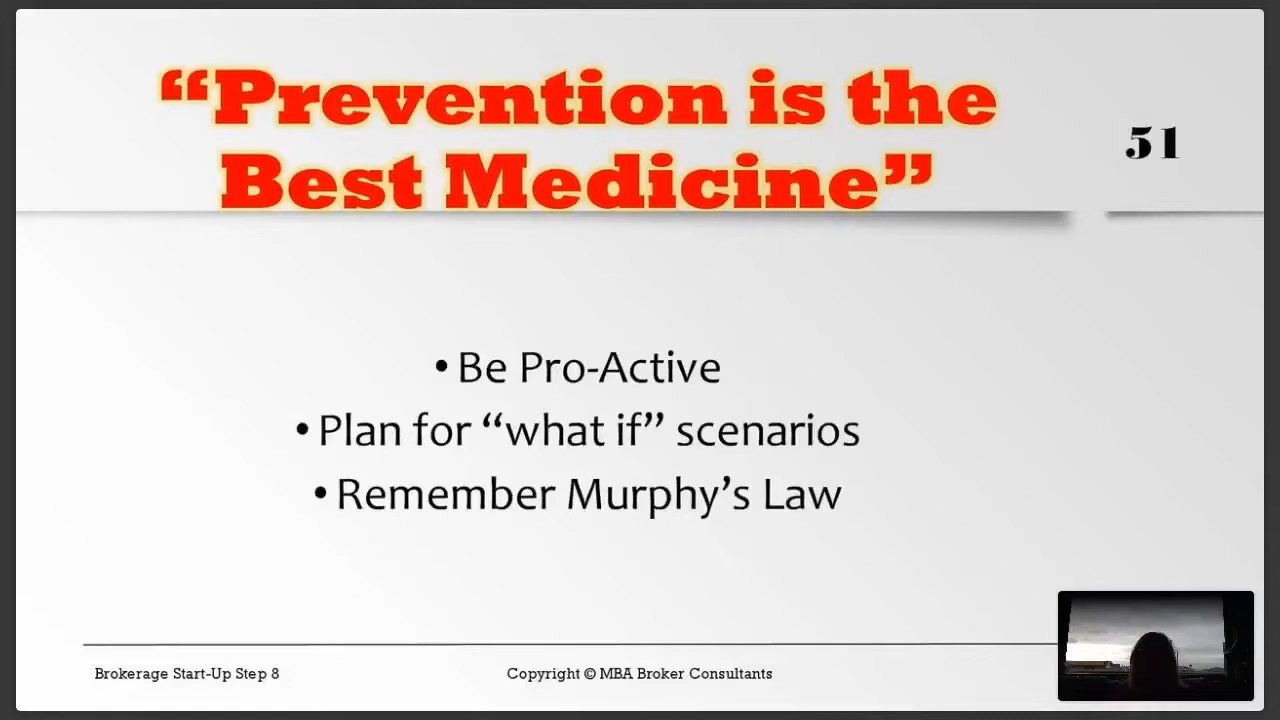 “Prevention is the
Best Medicine”
51
• Be Pro-Active
• Plan for “what if” scenarios
• Remember Murphy’s Law
Brokerage Start-Up Step 8
Copyright © MBA Broker Consultants